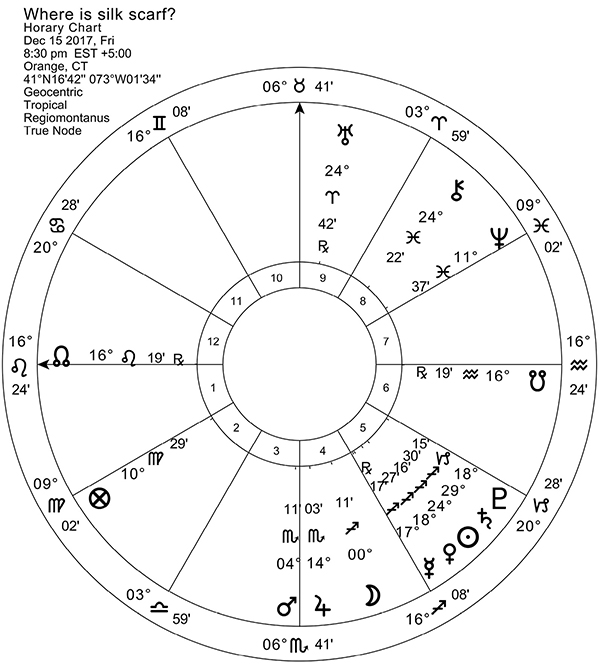 Where is silk scarf?
Horary Chart
Dec 15 2017, Fri
8:30 pm EST +5:00
Orange, CT
41°N16'42" 073°W01'34"
Geocentric
Tropical
Regiomontanus
True Node
06° ♉ 41'
16° ♊ 08'
03° ♈ 59'
♅
24°
♈
42'
℞
⚷
24°
♓
22'
28'
♋
20°
09°
♓
02'
♆ 11° ♓ 37'
10
9
11
8
12
7
1
6
2
5
3
4
16°
♌
24'
☊ 16° ♌ 19' ℞
℞ 19' ♒ 16° ☋
16°
♒
24'
⊗ 10° ♍ 29'
09°
♍
02'
28'
♑
20°
15' ♑ 18° ♇
30' ♐ 29° ♄
16' ♐ 24° ☉
27' ♐ 18° ♀
℞ 17' ♐ 17° ☿
11' ♏ 04° ♂
03' ♏ 14° ♃
11' ♐ 00° ☽
03° ♎ 59'
16° ♐ 08'
06° ♏ 41'